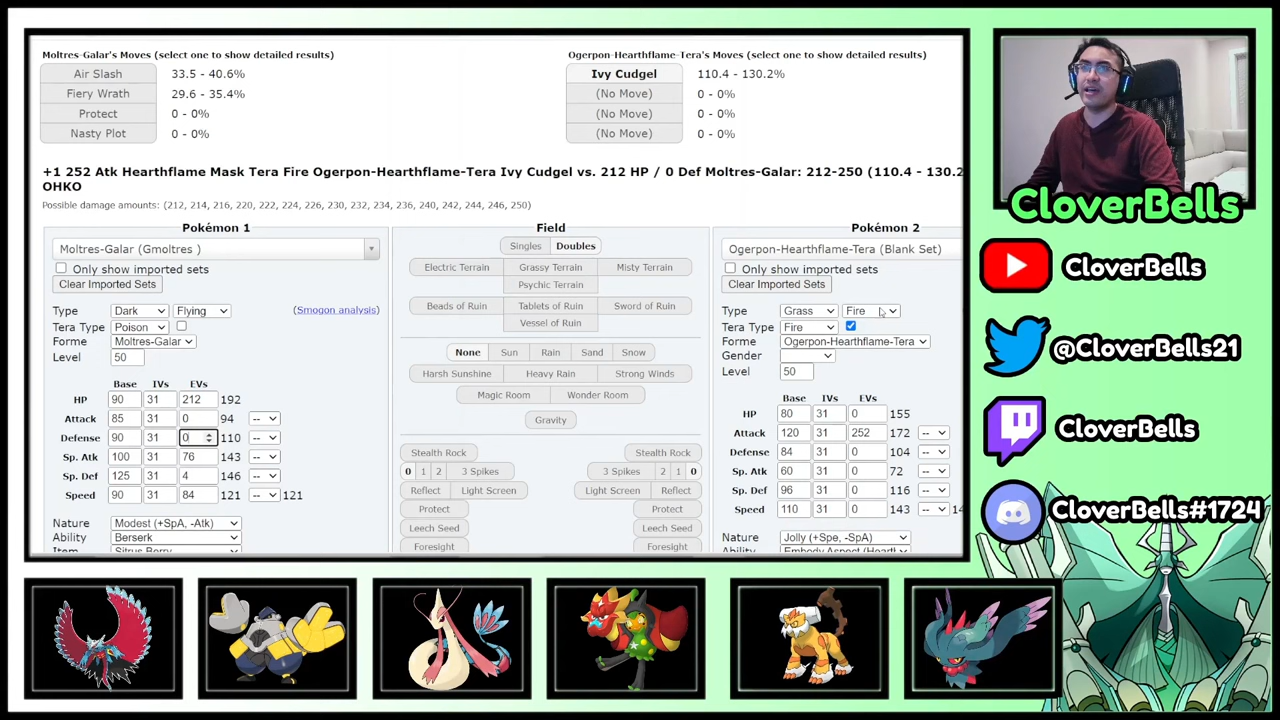 Moltres-Galar's Moves (select one to show detailed results)
Air Slash 33.5 - 40.6%
Fiery Wrath 29.6 - 35.4%
Protect 0 - 0%
Nasty Plot 0 - 0%
Ogerpon-Hearthflame-Tera's Moves (select one to show detailed results)
Ivy Cudgel 110.4 - 130.2%
(No Move) 0 - 0%
(No Move) 0 - 0%
(No Move) 0 - 0%
+1 252 Atk Hearthflame Mask Tera Fire Ogerpon-Hearthflame-Tera Ivy Cudgel vs. 212 HP / 0 Def Moltres-Galar: 212-250 (110.4 - 130.2
OHKO
Possible damage amounts: (212, 214, 216, 220, 222, 224, 226, 230, 232, 234, 236, 240, 242, 244, 246, 250)
Pokémon 1
Moltres-Galar (Gmoltres )
Only show imported sets
Clear Imported Sets
Type Dark Flying (Smogon analysis)
Tera Type Poison
Forme Moltres-Galar
Level 50
Base IVs EVs
HP 90 31 212 192
Attack 85 31 0 94 --
Defense 90 31 0 110 --
Sp. Atk 100 31 76 143 --
Sp. Def 125 31 4 146 --
Speed 90 31 84 121 -- 121
Nature Modest (+SpA, -Atk)
Ability Berserk
Item Sitrus Berry
Field
Singles Doubles
Electric Terrain Grassy Terrain Misty Terrain
Psychic Terrain
Beads of Ruin Tablets of Ruin Sword of Ruin
Vessel of Ruin
None Sun Rain Sand Snow
Harsh Sunshine Heavy Rain Strong Winds
Magic Room Wonder Room
Gravity
Stealth Rock Stealth Rock
0 1 2 3 Spikes 3 Spikes 2 1 0
Reflect Light Screen Light Screen Reflect
Protect Protect
Leech Seed Leech Seed
Foresight Foresight
Pokémon 2
Ogerpon-Hearthflame-Tera (Blank Set)
Only show imported sets
Clear Imported Sets
Type Grass Fire
Tera Type Fire
Forme Ogerpon-Hearthflame-Tera
Gender
Level 50
Base IVs EVs
HP 80 31 0 155
Attack 120 31 252 172 --
Defense 84 31 0 104 --
Sp. Atk 60 31 0 72 --
Sp. Def 96 31 0 116 --
Speed 110 31 0 143 -- 14
Nature Jolly (+Spe, -SpA)
Ability Embody Aspect (Hearthfl
CloverBells
CloverBells
@CloverBells21
CloverBells
CloverBells#1724